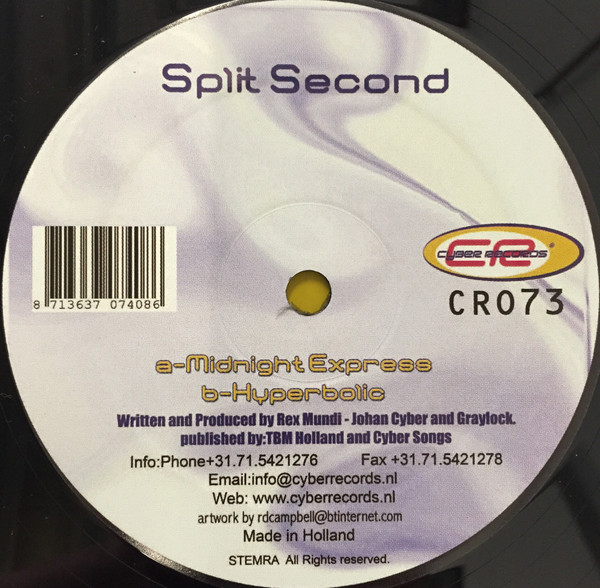 Split Second
8 713637 074086
CYBER RECORDS
CR073
a-Midnight Express
b-Hyperbolic
Written and Produced by Rex Mundi - Johan Cyber and Graylock.
published by:TBM Holland and Cyber Songs
Info:Phone+31.71.5421276 Fax +31.71.5421278
Email:info@cyberrecords.nl
Web: www.cyberrecords.nl
artwork by rdcampbell@btinternet.com
Made in Holland
STEMRA All Rights reserved.